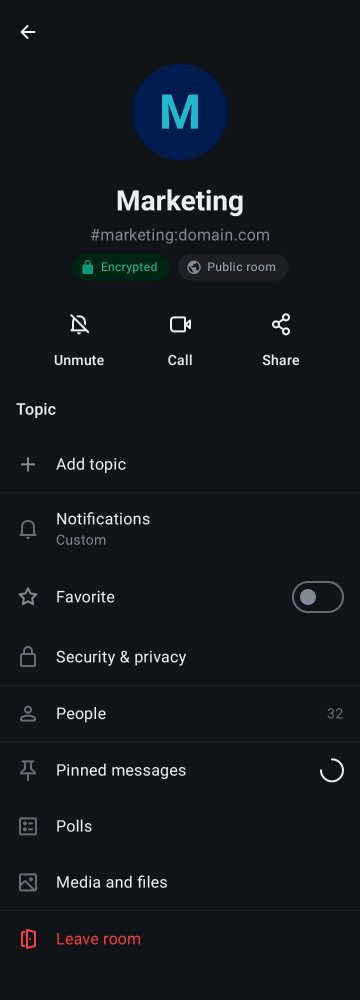 M
Marketing
#marketing:domain.com
Encrypted
Public room
Unmute
Call
Share
Topic
Add topic
Notifications
Custom
Favorite
Security & privacy
People
32
Pinned messages
Polls
Media and files
Leave room